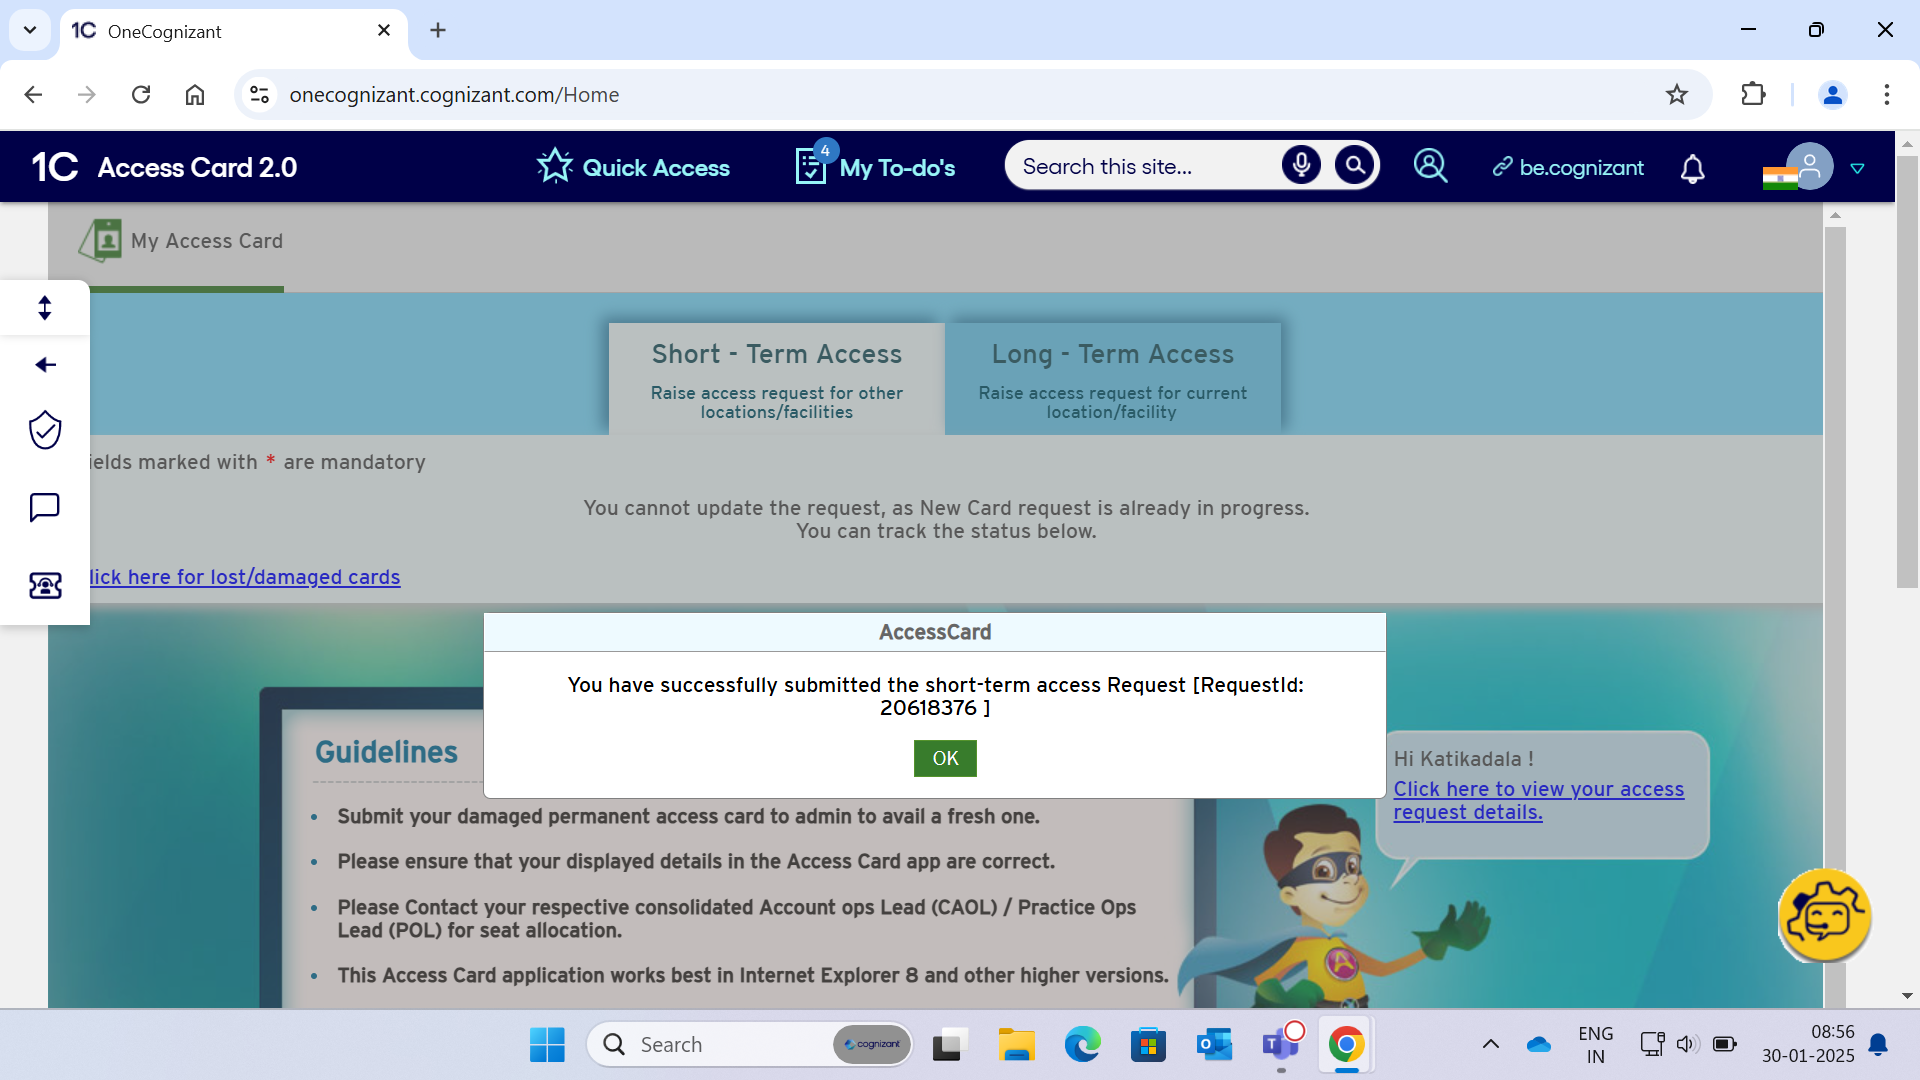 1C OneCognizant
onecognizant.cognizant.com/Home
1C Access Card 2.0
Quick Access
4
My To-do's
Search this site...
be.cognizant
My Access Card
Short - Term Access
Raise access request for other
locations/facilities
Long - Term Access
Raise access request for current
location/facility
ields marked with * are mandatory
You cannot update the request, as New Card request is already in progress.
You can track the status below.
lick here for lost/damaged cards
AccessCard
You have successfully submitted the short-term access Request [RequestId:
20618376 ]
OK
Guidelines
• Submit your damaged permanent access card to admin to avail a fresh one.
• Please ensure that your displayed details in the Access Card app are correct.
• Please Contact your respective consolidated Account ops Lead (CAOL) / Practice Ops
Lead (POL) for seat allocation.
• This Access Card application works best in Internet Explorer 8 and other higher versions.
Hi Katikadala !
Click here to view your access
request details.
A
Search
cognizant
ENG
IN
08:56
30-01-2025